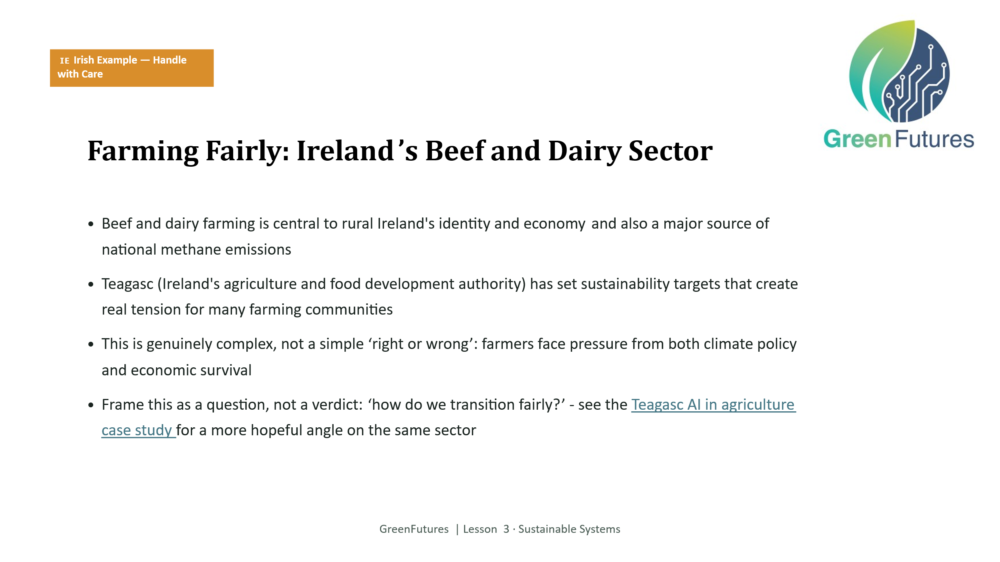 IE Irish Example — Handle
with Care
GreenFutures
Farming Fairly: Ireland’s Beef and Dairy Sector
• Beef and dairy farming is central to rural Ireland's identity and economy and also a major source of
national methane emissions
• Teagasc (Ireland's agriculture and food development authority) has set sustainability targets that create
real tension for many farming communities
• This is genuinely complex, not a simple ‘right or wrong’: farmers face pressure from both climate policy
and economic survival
• Frame this as a question, not a verdict: ‘how do we transition fairly?’ - see the Teagasc AI in agriculture
case study for a more hopeful angle on the same sector
GreenFutures | Lesson 3 · Sustainable Systems